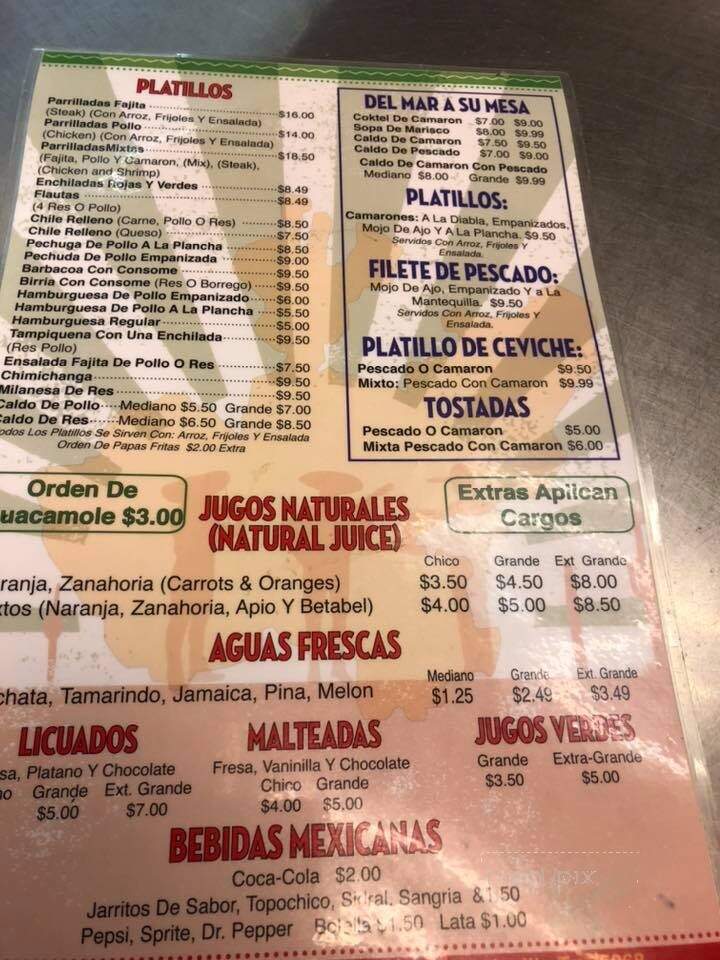 PLATILLOS
Parrilladas Fajita $16.00
(Steak) (Con Arroz, Frijoles Y Ensalada)
Parrilladas Pollo $14.00
(Chicken) (Con Arroz, Frijoles Y Ensalada)
ParrilladasMixtas $18.50
(Fajita, Pollo Y Camaron, (Mix), (Steak),
(Chicken and Shrimp)
Enchiladas Rojas Y Verdes $8.49
Flautas $8.49
(4 Res O Pollo)
Chile Relleno (Carne, Pollo O Res) $8.50
Chile Relleno (Queso) $7.50
Pechuga De Pollo A La Plancha $8.50
Pechuda De Pollo Empanizada $9.00
Barbacoa Con Consome $9.50
Birria Con Consome (Res O Borrego) $9.50
Hamburguesa De Pollo Empanizado $6.00
Hamburguesa De Pollo A La Plancha $5.50
Hamburguesa Regular $5.00
Tampiquena Con Una Enchilada $9.50
(Res Pollo)
Ensalada Fajita De Pollo O Res $7.50
Chimichanga $9.50
Milanesa De Res $9.50
Caldo De Pollo Mediano $5.50 Grande $7.00
Caldo De Res Mediano $6.50 Grande $8.50
odos Los Platillos Se Sirven Con: Arroz, Frijoles Y Ensalada
Orden De Papas Fritas $2.00 Extra
DEL MAR A SU MESA
Coktel De Camaron $7.00 $9.00
Sopa De Marisco $8.00 $9.99
Caldo De Camaron $7.50 $9.50
Caldo De Pescado $7.00 $9.00
Caldo De Camaron Con Pescado
Mediano $8.00 Grande $9.99
PLATILLOS:
Camarones: A La Diabla, Empanizados,
Mojo De Ajo Y A La Plancha. $9.50
Servidos Con Arroz, Frijoles Y
Ensalada.
FILETE DE PESCADO:
Mojo De Ajo, Empanizado Y a La
Mantequilla. $9.50
Servidos Con Arroz, Frijoles Y
Ensalada.
PLATILLO DE CEVICHE:
Pescado O Camaron $9.50
Mixto: Pescado Con Camaron $9.99
TOSTADAS
Pescado O Camaron $5.00
Mixta Pescado Con Camaron $6.00
Orden De
uacamole $3.00
Extras Aplican
Cargos
JUGOS NATURALES
(NATURAL JUICE)
Chico Grande Ext Grande
ranja, Zanahoria (Carrots & Oranges) $3.50 $4.50 $8.00
xtos (Naranja, Zanahoria, Apio Y Betabel) $4.00 $5.00 $8.50
AGUAS FRESCAS
Mediano Grande Ext. Grande
chata, Tamarindo, Jamaica, Pina, Melon $1.25 $2.49 $3.49
LICUADOS
sa, Platano Y Chocolate
o Grande Ext. Grande
$5.00 $7.00
MALTEADAS
Fresa, Vaninilla Y Chocolate
Chico Grande
$4.00 $5.00
JUGOS VERDES
Grande Extra-Grande
$3.50 $5.00
BEBIDAS MEXICANAS
Coca-Cola $2.00
Jarritos De Sabor, Topochico, Sidral, Sangria &1.50
Pepsi, Sprite, Dr. Pepper Botella $1.50 Lata $1.00